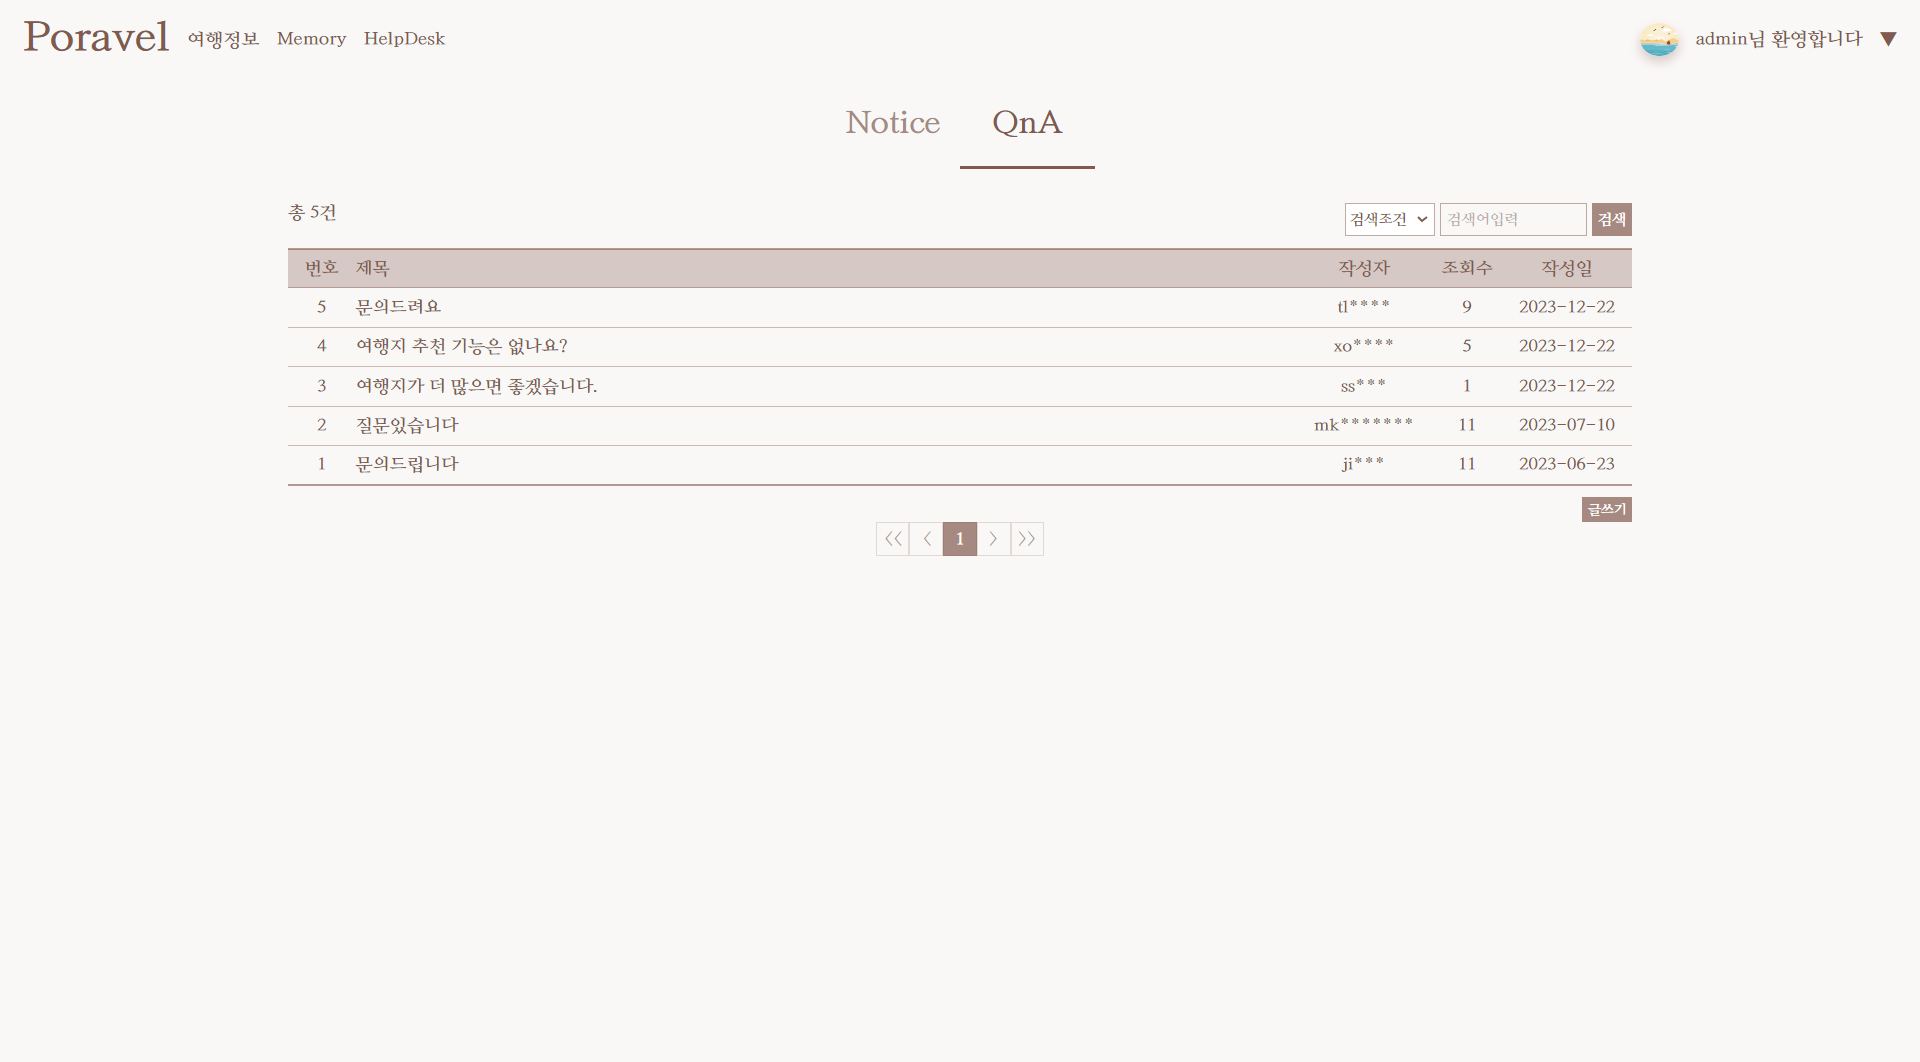 Poravel 여행정보 Memory HelpDesk admin님 환영합니다 ▼
Notice QnA
총 5건 검색조건 검색어입력 검색
번호 제목 작성자 조회수 작성일
5 문의드려요 tl**** 9 2023-12-22
4 여행지 추천 기능은 없나요? xo**** 5 2023-12-22
3 여행지가 더 많으면 좋겠습니다. ss*** 1 2023-12-22
2 질문있습니다 mk******* 11 2023-07-10
1 문의드립니다 ji*** 11 2023-06-23
글쓰기
<< < 1 > >>